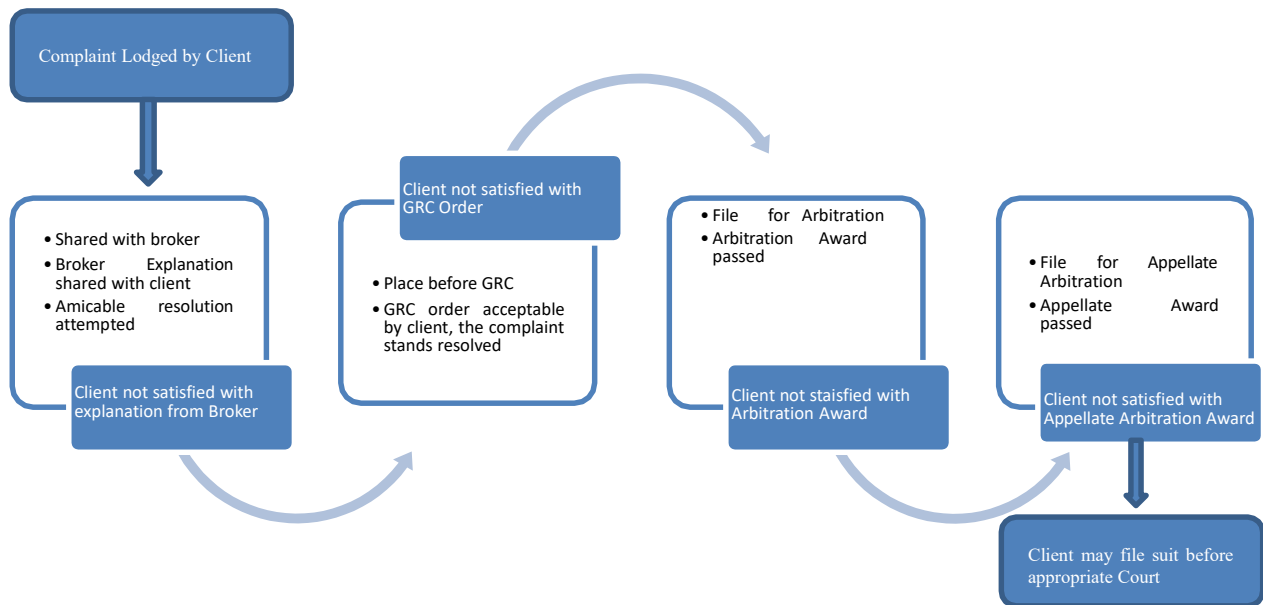 Complaint Lodged by Client
• Shared with broker
• Broker Explanation
shared with client
• Amicable resolution
attempted
Client not satisfied with
explanation from Broker
Client not satisfied with
GRC Order
• Place before GRC
• GRC order acceptable
by client, the complaint
stands resolved
• File for Arbitration
• Arbitration Award
passed
Client not staisfied with
Arbitration Award
• File for Appellate
Arbitration
• Appellate Award
passed
Client not satisfied with
Appellate Arbitration Award
Client may file suit before
appropriate Court